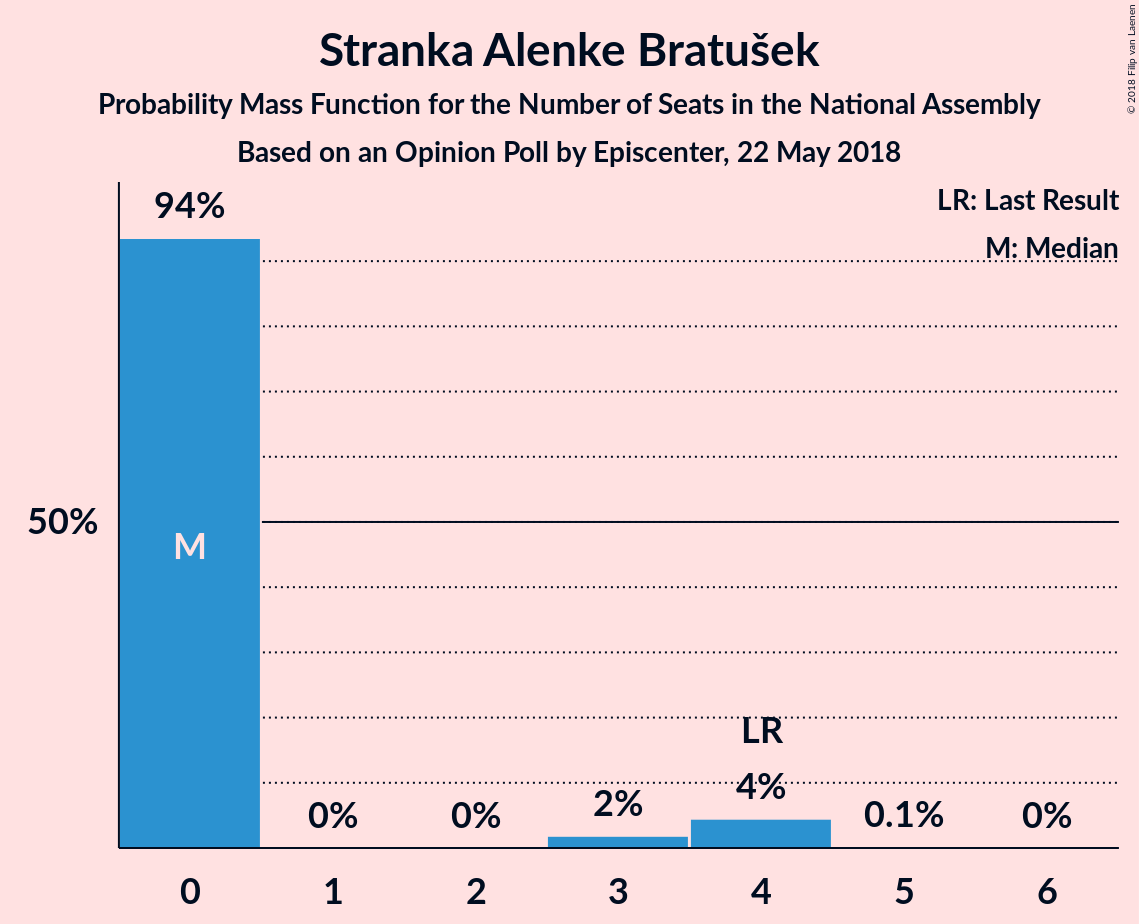 Stranka Alenke Bratušek
Probability Mass Function for the Number of Seats in the National Assembly
Based on an Opinion Poll by Episcenter, 22 May 2018
© 2018 Filip van Laenen
LR: Last Result
M: Median
94%
50%
M
LR
0%
0%
2%
4%
0.1%
0%
0
1
2
3
4
5
6